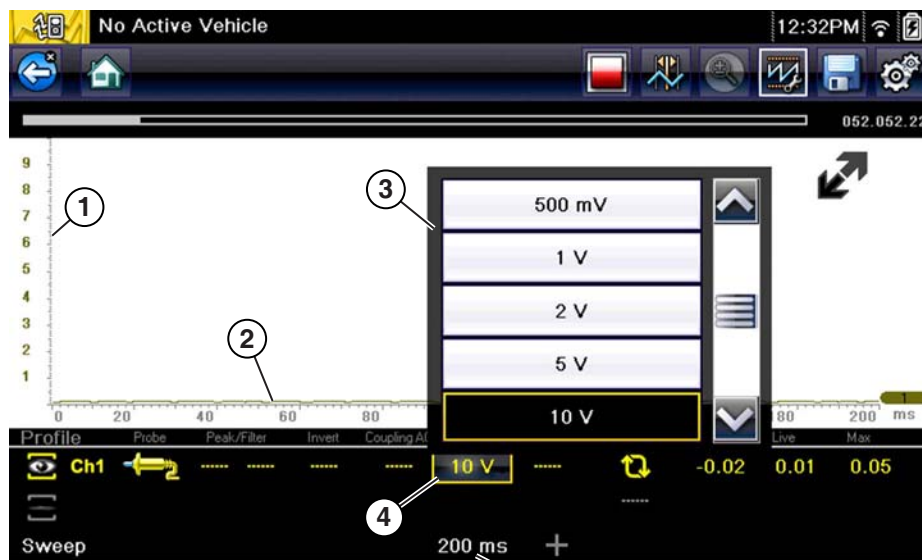 No Active Vehicle 12:32PM
052.052.22
9
8
7
6
5
4
3
2
1
1
2
3
500 mV
1 V
2 V
5 V
10 V
0 20 40 60 80 180 200 ms
1
Profile Probe Peak/Filter Invert Coupling Live Max
Ch1 ----- ----- ----- ----- 10 V ----- -0.02 0.01 0.05
-----
4
Sweep 200 ms +